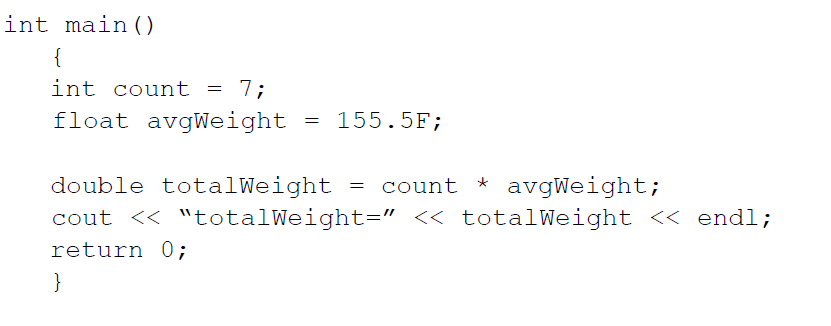 int main()
{
int count = 7;
float avgWeight = 155.5F;
double totalWeight = count * avgWeight;
cout << “totalWeight=” << totalWeight << endl;
return 0;
}